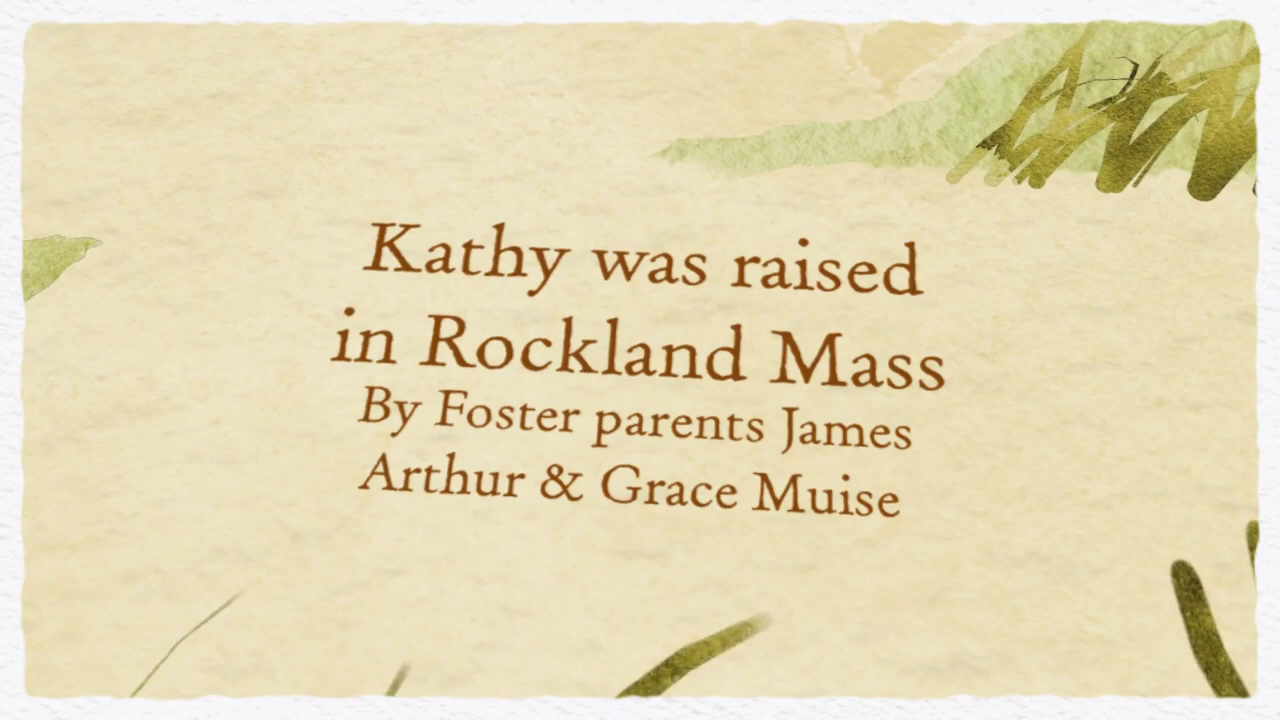 Kathy was raised
in Rockland Mass
By Foster parents James
Arthur & Grace Muise